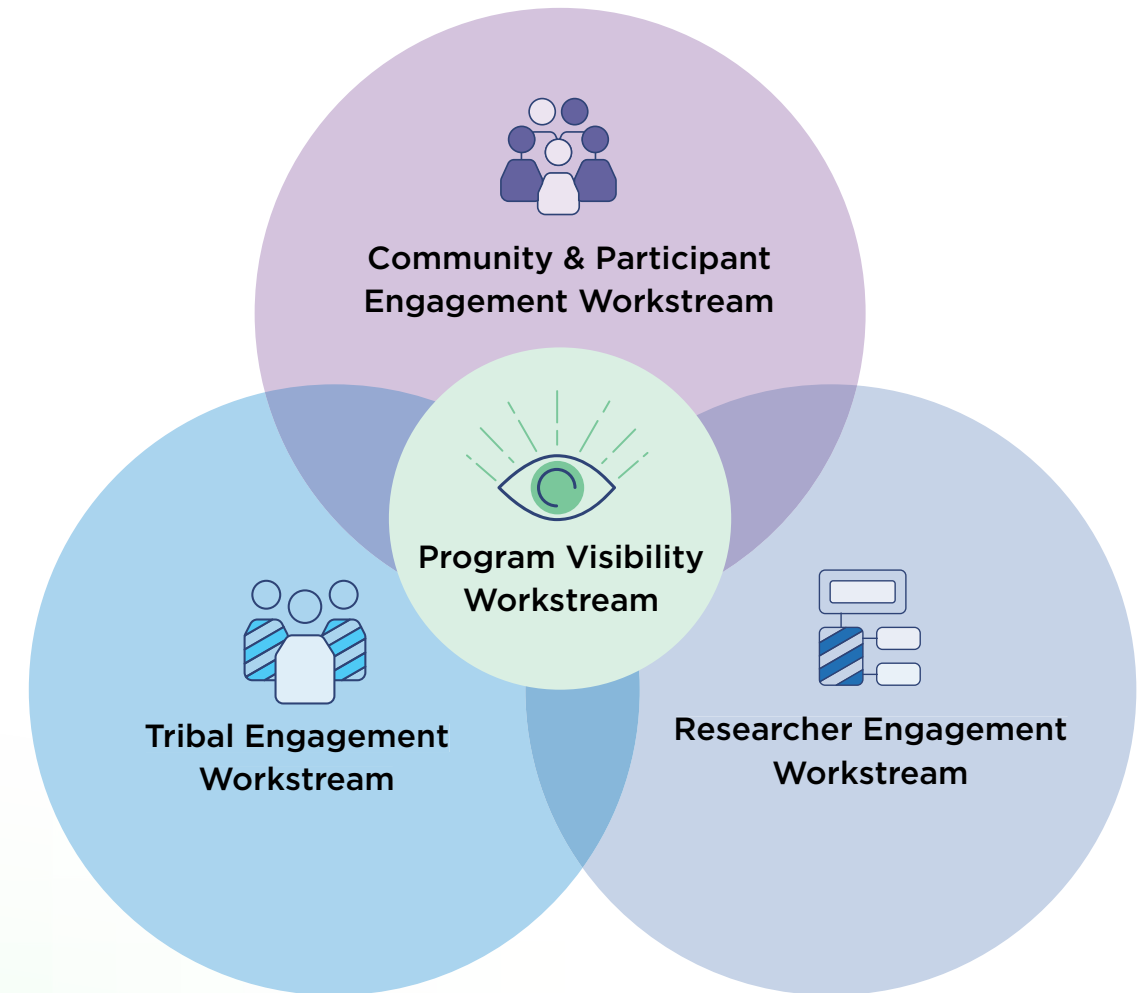 Community & Participant
Engagement Workstream
Program Visibility
Workstream
Tribal Engagement
Workstream
Researcher Engagement
Workstream